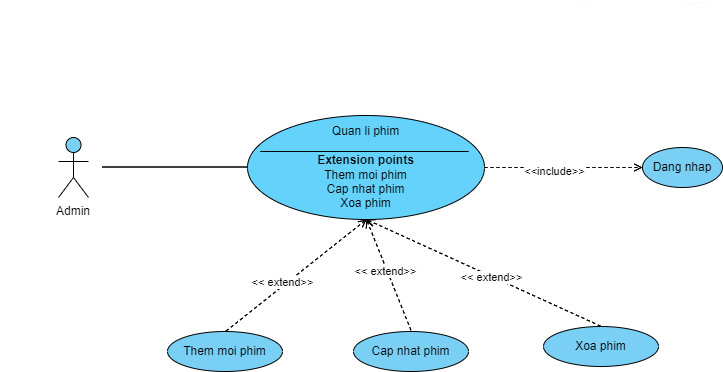 Quan li phim
Extension points
Them moi phim
Cap nhat phim
Xoa phim
<<include>>
Dang nhap
Admin
<< extend>>
<< extend>>
<< extend>>
Them moi phim
Cap nhat phim
Xoa phim